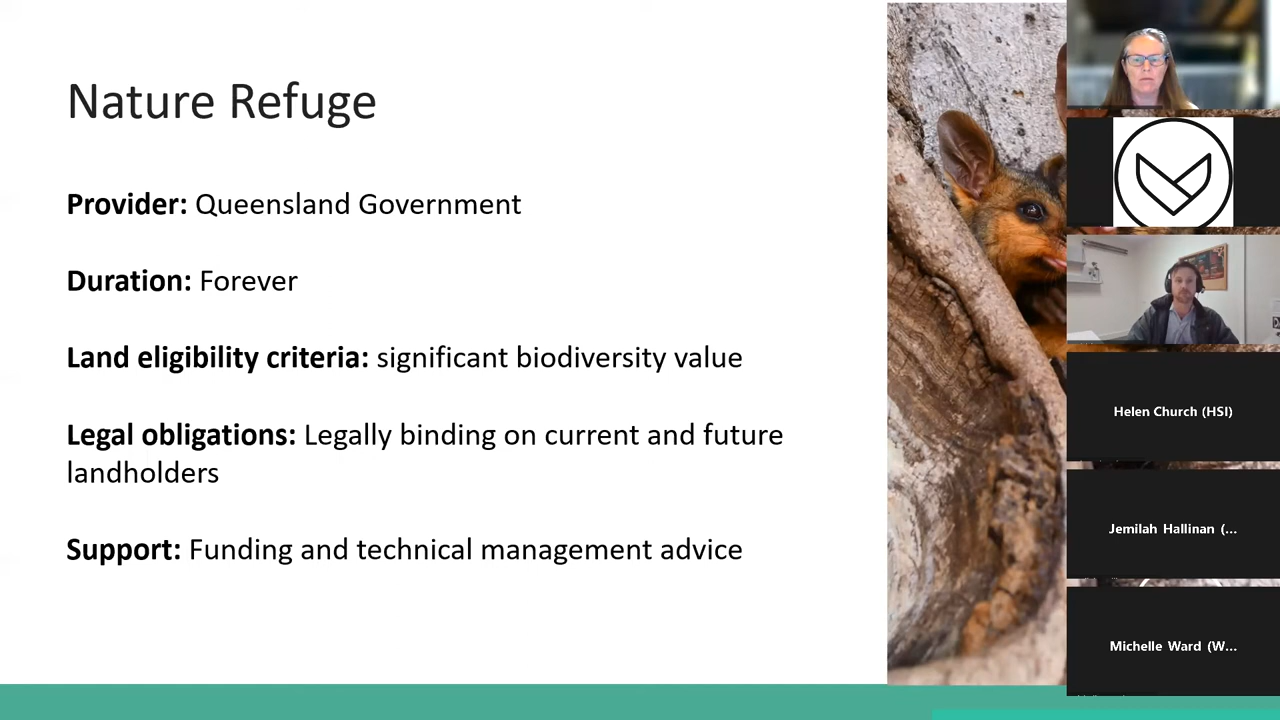 Nature Refuge
Provider: Queensland Government
Duration: Forever
Land eligibility criteria: significant biodiversity value
Legal obligations: Legally binding on current and future
landholders
Support: Funding and technical management advice
Helen Church (HSI)
Jemilah Hallinan (...
Michelle Ward (W...